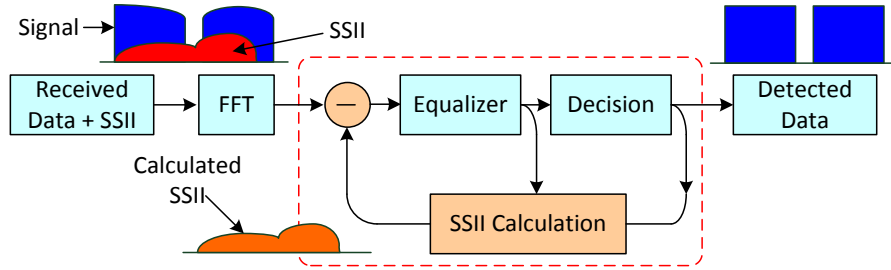 Signal
SSII
Received
Data + SSII
FFT
—
Equalizer
Decision
Detected
Data
Calculated
SSII
SSII Calculation